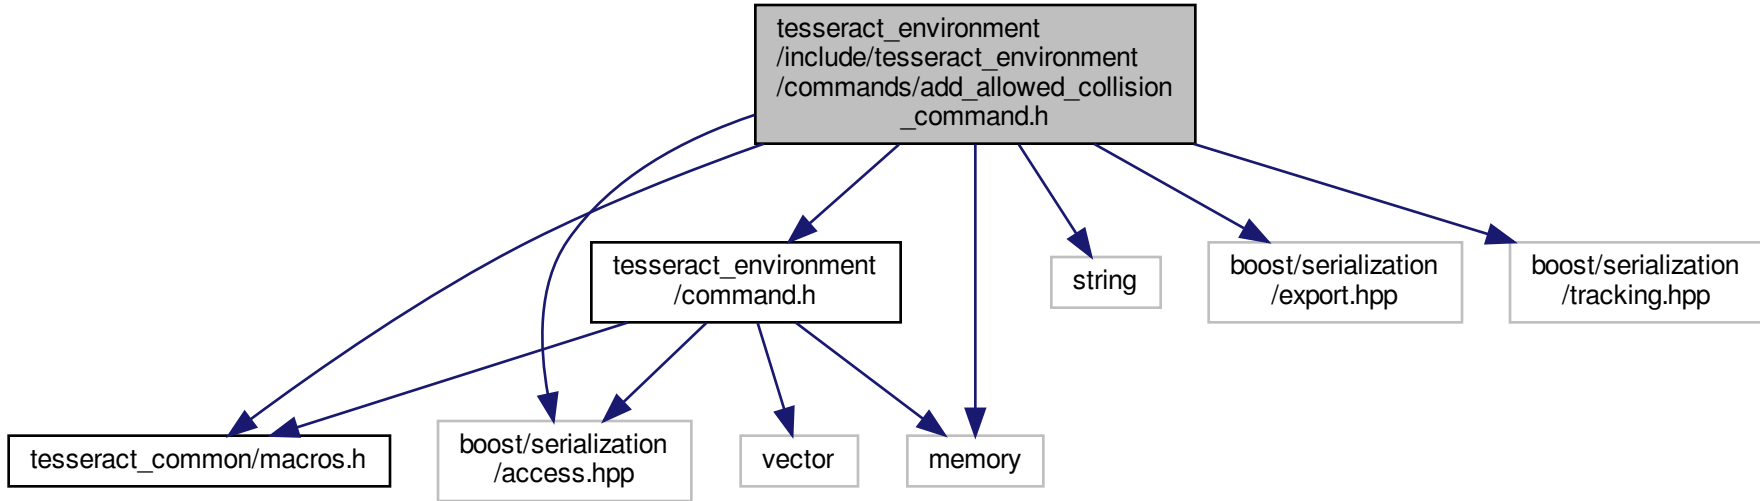 tesseract_environment
/include/tesseract_environment
/commands/add_allowed_collision
_command.h
tesseract_environment
/command.h
string
boost/serialization
/export.hpp
boost/serialization
/tracking.hpp
tesseract_common/macros.h
boost/serialization
/access.hpp
vector
memory